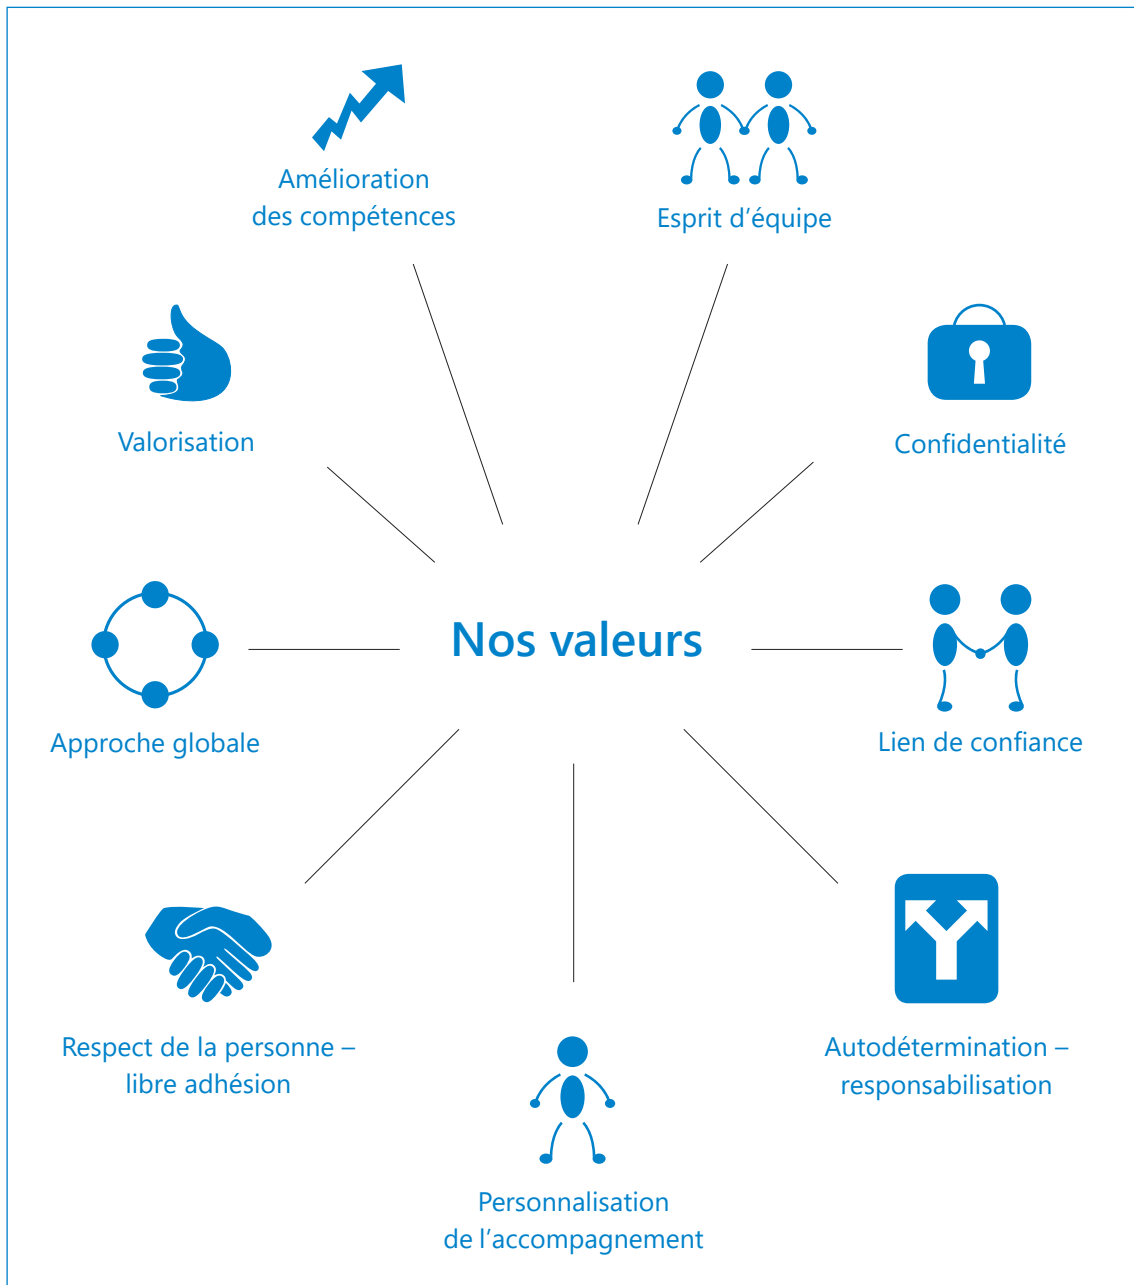 Amélioration
des compétences
Esprit d’équipe
Valorisation
Confidentialité
Nos valeurs
Approche globale
Lien de confiance
Respect de la personne –
libre adhésion
Autodétermination –
responsabilisation
Personnalisation
de l’accompagnement